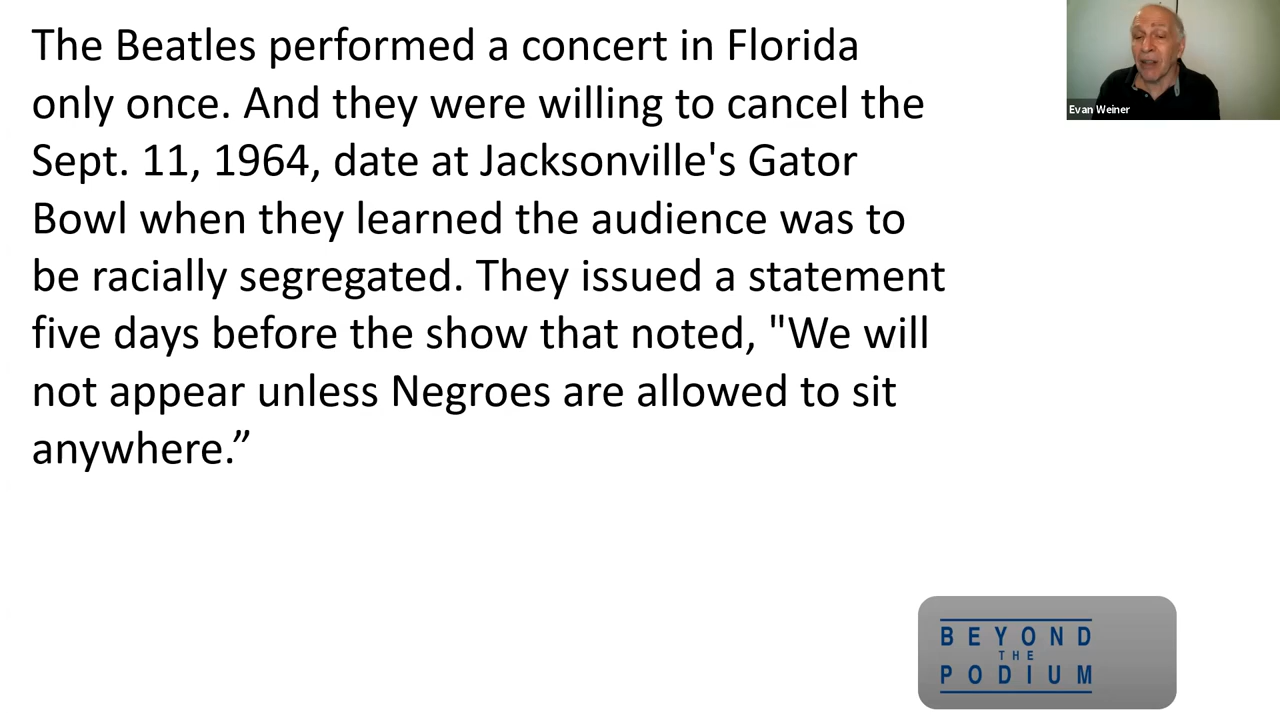 The Beatles performed a concert in Florida
only once. And they were willing to cancel the
Sept. 11, 1964, date at Jacksonville's Gator
Bowl when they learned the audience was to
be racially segregated. They issued a statement
five days before the show that noted, "We will
not appear unless Negroes are allowed to sit
anywhere.”
Evan Weiner
BEYOND
THE
PODIUM